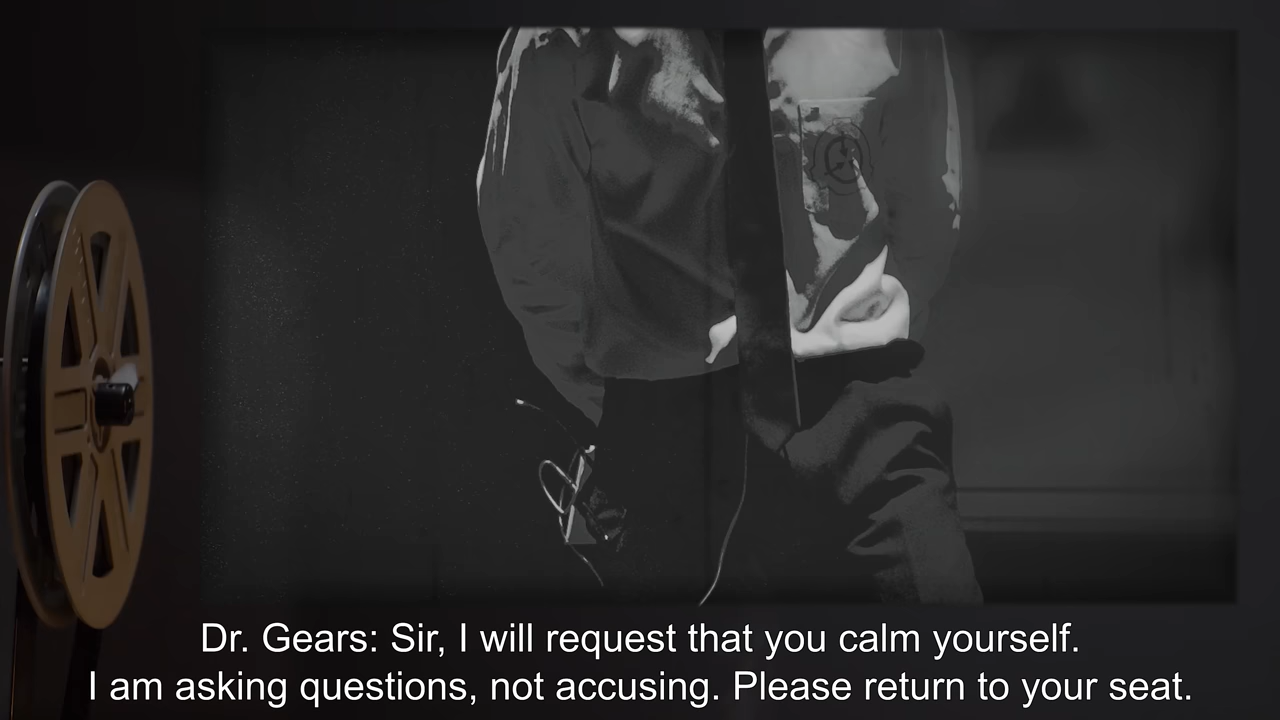 Dr. Gears: Sir, I will request that you calm yourself.
I am asking questions, not accusing. Please return to your seat.